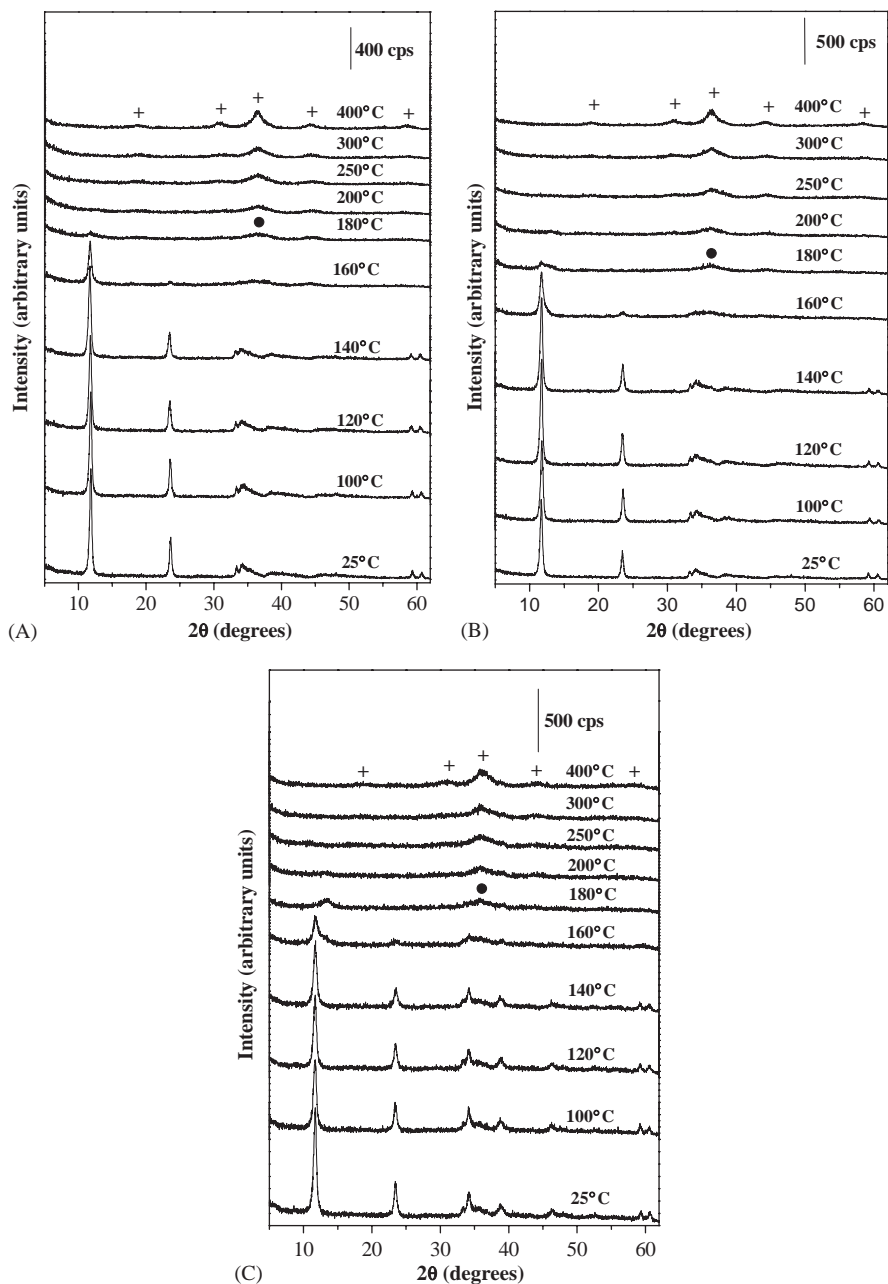 400 cps
+ + + + +
400°C
300°C
250°C
200°C
●
180°C
160°C
140°C
120°C
100°C
25°C
Intensity (arbitrary units)
10 20 30 40 50 60
2θ (degrees)
(A)
500 cps
+ + + + +
400°C
300°C
250°C
200°C
●
180°C
160°C
140°C
120°C
100°C
25°C
Intensity (arbitrary units)
10 20 30 40 50 60
2θ (degrees)
(B)
500 cps
+ + + + +
400°C
300°C
250°C
200°C
●
180°C
160°C
140°C
120°C
100°C
25°C
Intensity (arbitrary units)
10 20 30 40 50 60
2θ (degrees)
(C)